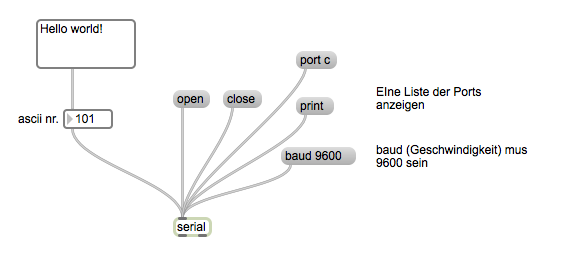 Hello world!
port c
open
close
EIne Liste der Ports
anzeigen
print
ascii nr.
101
baud 9600
baud (Geschwindigkeit) mus
9600 sein
serial